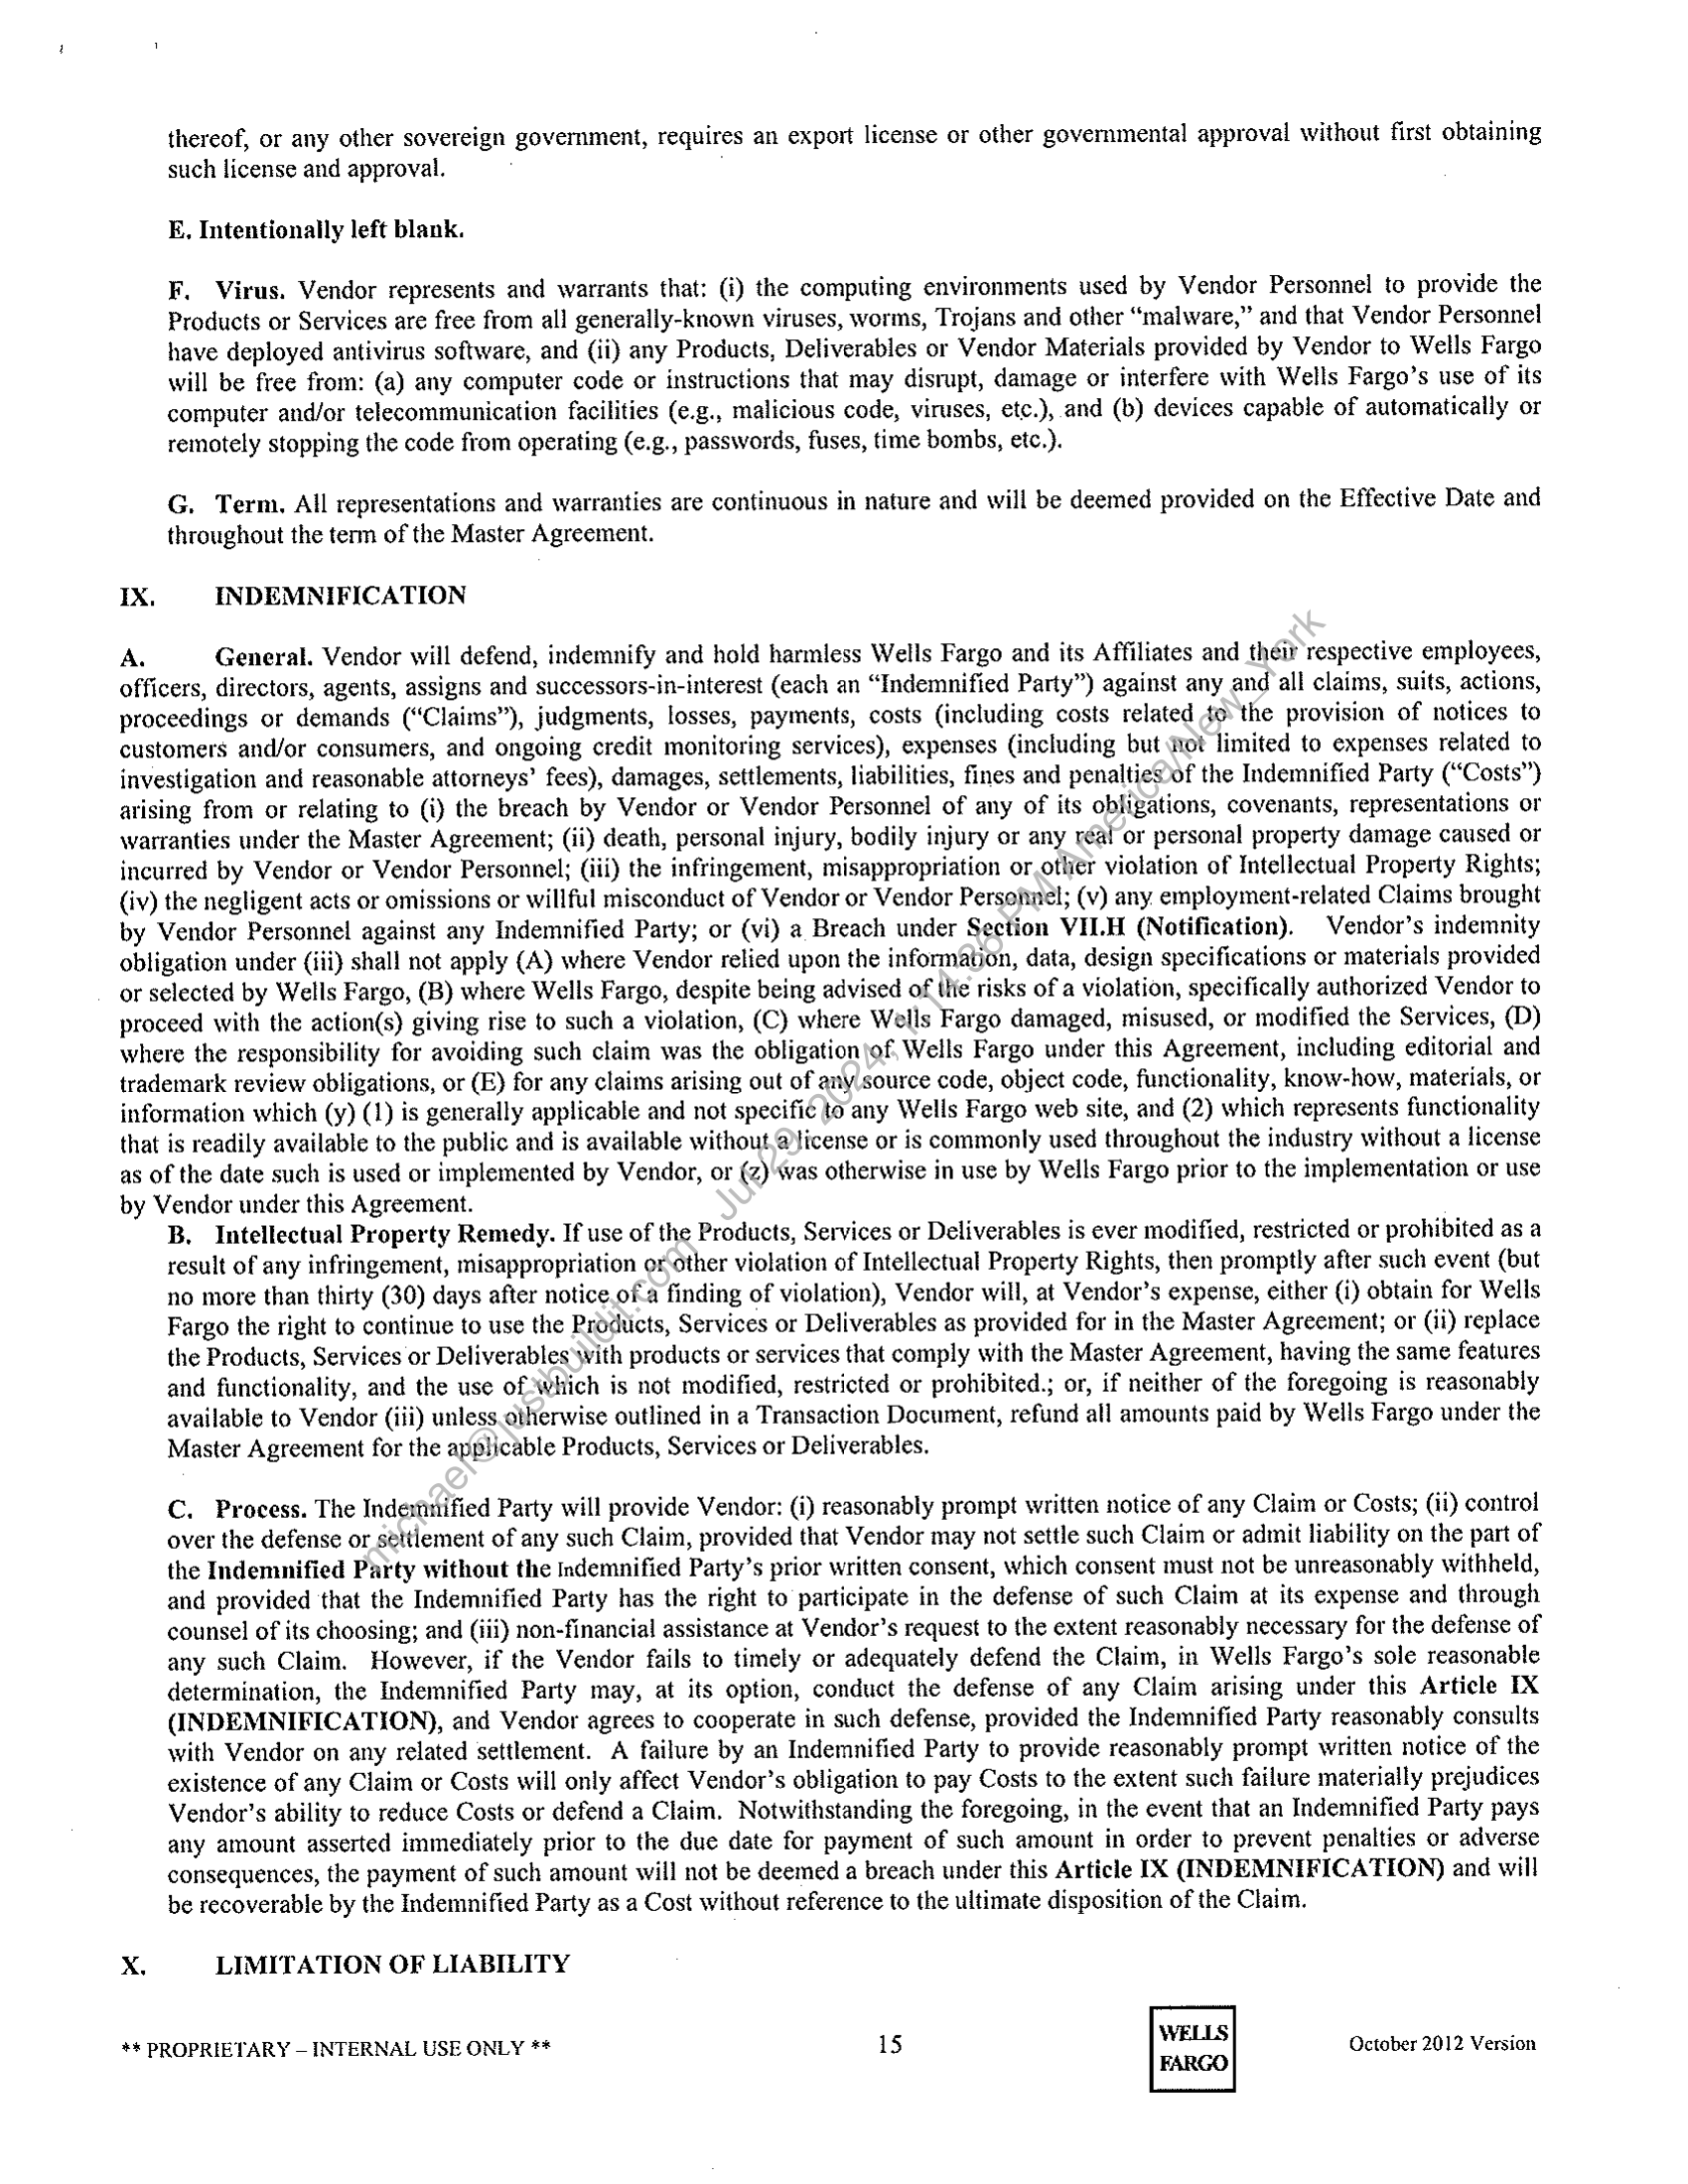 thereof, or any other sovereign government, requires an export license or other governmental approval without first obtaining
such license and approval.
E. Intentionally left blank.
F. Virus. Vendor represents and warrants that: (i) the computing environments used by Vendor Personnel to provide the
Products or Services are free from all generally-known viruses, worms, Trojans and other “malware,” and that Vendor Personnel
have deployed antivirus software, and (ii) any Products, Deliverables or Vendor Materials provided by Vendor to Wells Fargo
will be free from: (a) any computer code or instructions that may disrupt, damage or interfere with Wells Fargo’s use of its
computer and/or telecommunication facilities (e.g., malicious code, viruses, etc.), and (b) devices capable of automatically or
remotely stopping the code from operating (e.g., passwords, fuses, time bombs, etc.).
G. Term. All representations and warranties are continuous in nature and will be deemed provided on the Effective Date and
throughout the term of the Master Agreement.
IX. INDEMNIFICATION
A. General. Vendor will defend, indemnify and hold harmless Wells Fargo and its Affiliates and their respective employees,
officers, directors, agents, assigns and successors-in-interest (each an “Indemnified Party”) against any and all claims, suits, actions,
proceedings or demands (“Claims”), judgments, losses, payments, costs (including costs related to the provision of notices to
customers and/or consumers, and ongoing credit monitoring services), expenses (including but not limited to expenses related to
investigation and reasonable attorneys’ fees), damages, settlements, liabilities, fines and penalties of the Indemnified Party (“Costs”)
arising from or relating to (i) the breach by Vendor or Vendor Personnel of any of its obligations, covenants, representations or
warranties under the Master Agreement; (ii) death, personal injury, bodily injury or any real or personal property damage caused or
incurred by Vendor or Vendor Personnel; (iii) the infringement, misappropriation or other violation of Intellectual Property Rights;
(iv) the negligent acts or omissions or willful misconduct of Vendor or Vendor Personnel; (v) any employment-related Claims brought
by Vendor Personnel against any Indemnified Party; or (vi) a Breach under Section VII.H (Notification). Vendor’s indemnity
obligation under (iii) shall not apply (A) where Vendor relied upon the information, data, design specifications or materials provided
or selected by Wells Fargo, (B) where Wells Fargo, despite being advised of the risks of a violation, specifically authorized Vendor to
proceed with the action(s) giving rise to such a violation, (C) where Wells Fargo damaged, misused, or modified the Services, (D)
where the responsibility for avoiding such claim was the obligation of Wells Fargo under this Agreement, including editorial and
trademark review obligations, or (E) for any claims arising out of any source code, object code, functionality, know-how, materials, or
information which (y) (1) is generally applicable and not specific to any Wells Fargo web site, and (2) which represents functionality
that is readily available to the public and is available without a license or is commonly used throughout the industry without a license
as of the date such is used or implemented by Vendor, or (z) was otherwise in use by Wells Fargo prior to the implementation or use
by Vendor under this Agreement.
B. Intellectual Property Remedy. If use of the Products, Services or Deliverables is ever modified, restricted or prohibited as a
result of any infringement, misappropriation or other violation of Intellectual Property Rights, then promptly after such event (but
no more than thirty (30) days after notice of a finding of violation), Vendor will, at Vendor’s expense, either (i) obtain for Wells
Fargo the right to continue to use the Products, Services or Deliverables as provided for in the Master Agreement; or (ii) replace
the Products, Services or Deliverables with products or services that comply with the Master Agreement, having the same features
and functionality, and the use of which is not modified, restricted or prohibited.; or, if neither of the foregoing is reasonably
available to Vendor (iii) unless otherwise outlined in a Transaction Document, refund all amounts paid by Wells Fargo under the
Master Agreement for the applicable Products, Services or Deliverables.
C. Process. The Indemnified Party will provide Vendor: (i) reasonably prompt written notice of any Claim or Costs; (ii) control
over the defense or settlement of any such Claim, provided that Vendor may not settle such Claim or admit liability on the part of
the Indemnified Party without the Indemnified Party’s prior written consent, which consent must not be unreasonably withheld,
and provided that the Indemnified Party has the right to participate in the defense of such Claim at its expense and through
counsel of its choosing; and (iii) non-financial assistance at Vendor’s request to the extent reasonably necessary for the defense of
any such Claim. However, if the Vendor fails to timely or adequately defend the Claim, in Wells Fargo’s sole reasonable
determination, the Indemnified Party may, at its option, conduct the defense of any Claim arising under this Article IX
(INDEMNIFICATION), and Vendor agrees to cooperate in such defense, provided the Indemnified Party reasonably consults
with Vendor on any related settlement. A failure by an Indemnified Party to provide reasonably prompt written notice of the
existence of any Claim or Costs will only affect Vendor’s obligation to pay Costs to the extent such failure materially prejudices
Vendor’s ability to reduce Costs or defend a Claim. Notwithstanding the foregoing, in the event that an Indemnified Party pays
any amount asserted immediately prior to the due date for payment of such amount in order to prevent penalties or adverse
consequences, the payment of such amount will not be deemed a breach under this Article IX (INDEMNIFICATION) and will
be recoverable by the Indemnified Party as a Cost without reference to the ultimate disposition of the Claim.
X. LIMITATION OF LIABILITY
** PROPRIETARY – INTERNAL USE ONLY **
15
WELLS
FARGO
October 2012 Version
michael@justbuildit.com Jul 29, 2024, 1:14:36 PM America/New_York